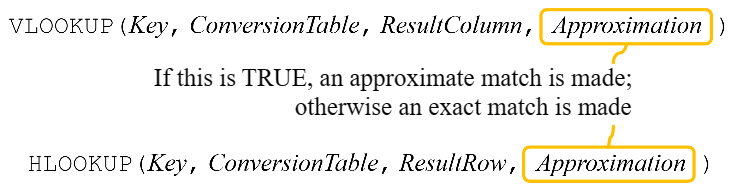 VLOOKUP(Key, ConversionTable, ResultColumn, Approximation)
If this is TRUE, an approximate match is made;
otherwise an exact match is made
HLOOKUP(Key, ConversionTable, ResultRow, Approximation)